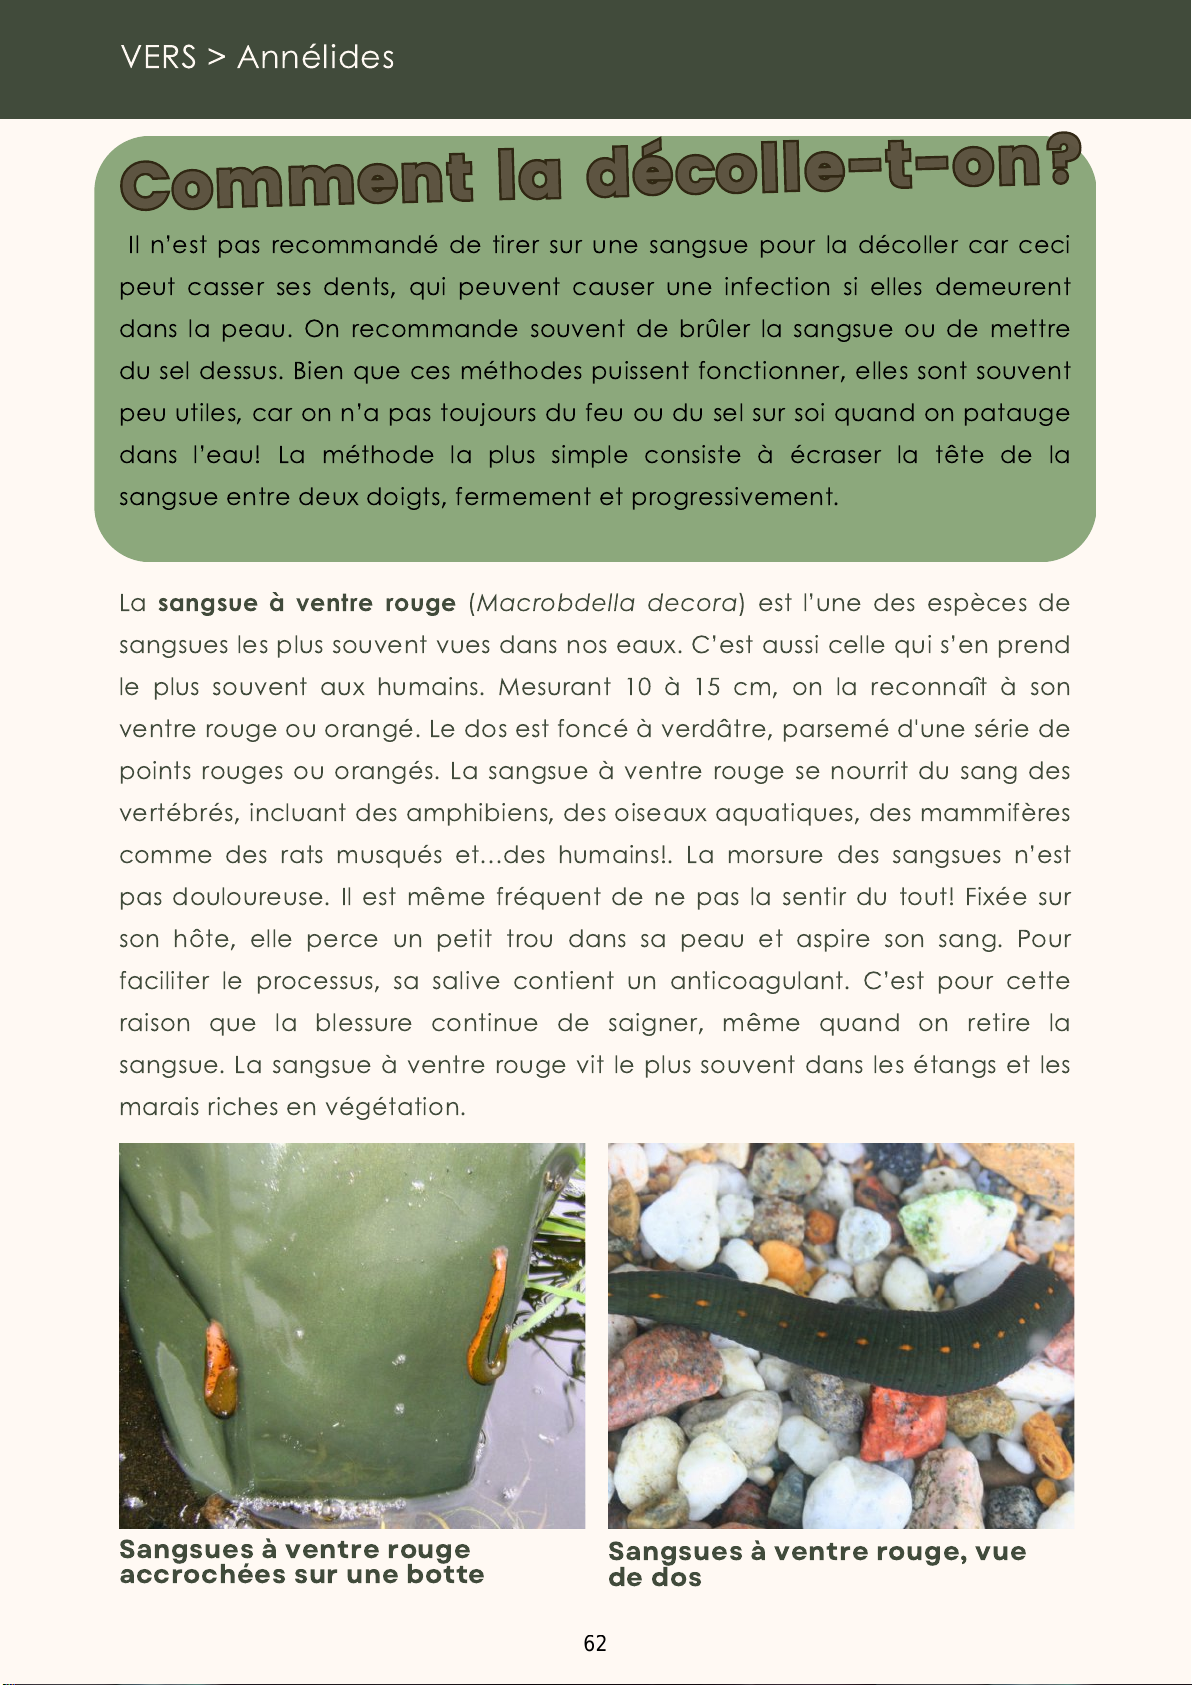 VERS > Annélides
Comment la décolle-t-on?
Il n'est pas recommandé de tirer sur une sangsue pour la décoller car ceci
peut casser ses dents, qui peuvent causer une infection si elles demeurent
dans la peau. On recommande souvent de brûler la sangsue ou de mettre
du sel dessus. Bien que ces méthodes puissent fonctionner, elles sont souvent
peu utiles, car on n'a pas toujours du feu ou du sel sur soi quand on patauge
dans l'eau! La méthode la plus simple consiste à écraser la tête de la
sangsue entre deux doigts, fermement et progressivement.
La sangsue à ventre rouge (Macrobdella decora) est l'une des espèces de
sangsues les plus souvent vues dans nos eaux. C'est aussi celle qui s'en prend
le plus souvent aux humains. Mesurant 10 à 15 cm, on la reconnaît à son
ventre rouge ou orangé. Le dos est foncé à verdâtre, parsemé d'une série de
points rouges ou orangés. La sangsue à ventre rouge se nourrit du sang des
vertébrés, incluant des amphibiens, des oiseaux aquatiques, des mammifères
comme des rats musqués et...des humains!. La morsure des sangsues n'est
pas douloureuse. Il est même fréquent de ne pas la sentir du tout! Fixée sur
son hôte, elle perce un petit trou dans sa peau et aspire son sang. Pour
faciliter le processus, sa salive contient un anticoagulant. C'est pour cette
raison que la blessure continue de saigner, même quand on retire la
sangsue. La sangsue à ventre rouge vit le plus souvent dans les étangs et les
marais riches en végétation.
Sangsues à ventre rouge
accrochées sur une botte
Sangsues à ventre rouge, vue
de dos
62